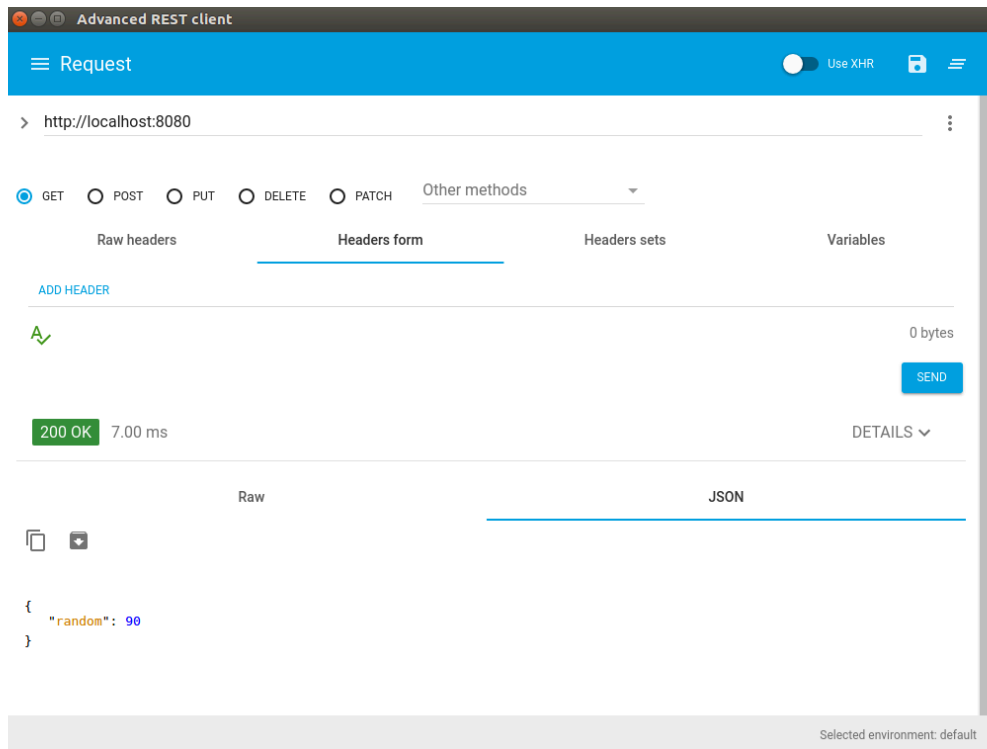 Advanced REST client
Request Use XHR
http://localhost:8080
GET POST PUT DELETE PATCH Other methods
Raw headers Headers form Headers sets Variables
ADD HEADER
A 0 bytes
SEND
200 OK 7.00 ms DETAILS
Raw JSON
{
"random": 90
}
Selected environment: default